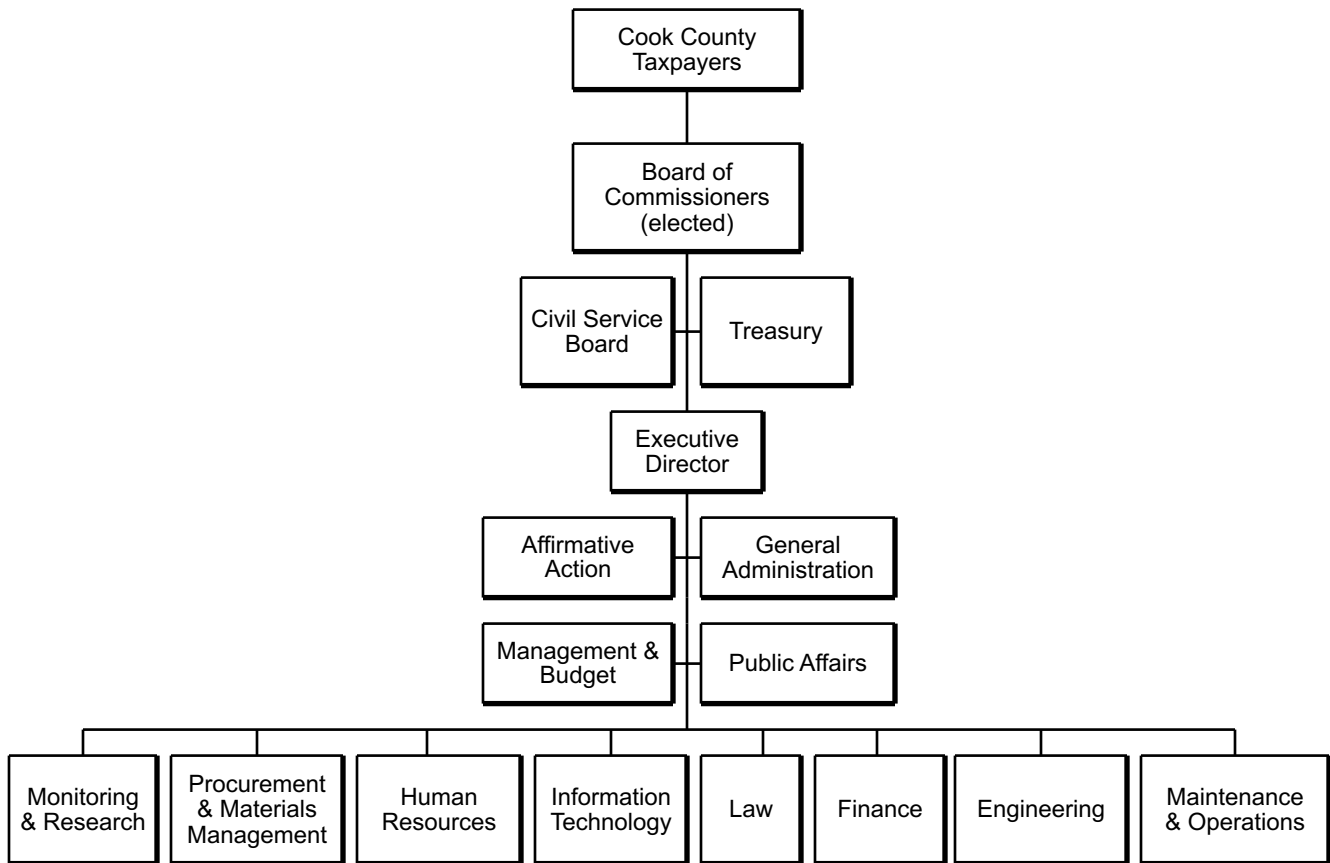 Cook County
Taxpayers
Board of
Commissioners
(elected)
Civil Service
Board
Treasury
Executive
Director
Affirmative
Action
General
Administration
Management &
Budget
Public Affairs
Monitoring
& Research
Procurement
& Materials
Management
Human
Resources
Information
Technology
Law
Finance
Engineering
Maintenance
& Operations